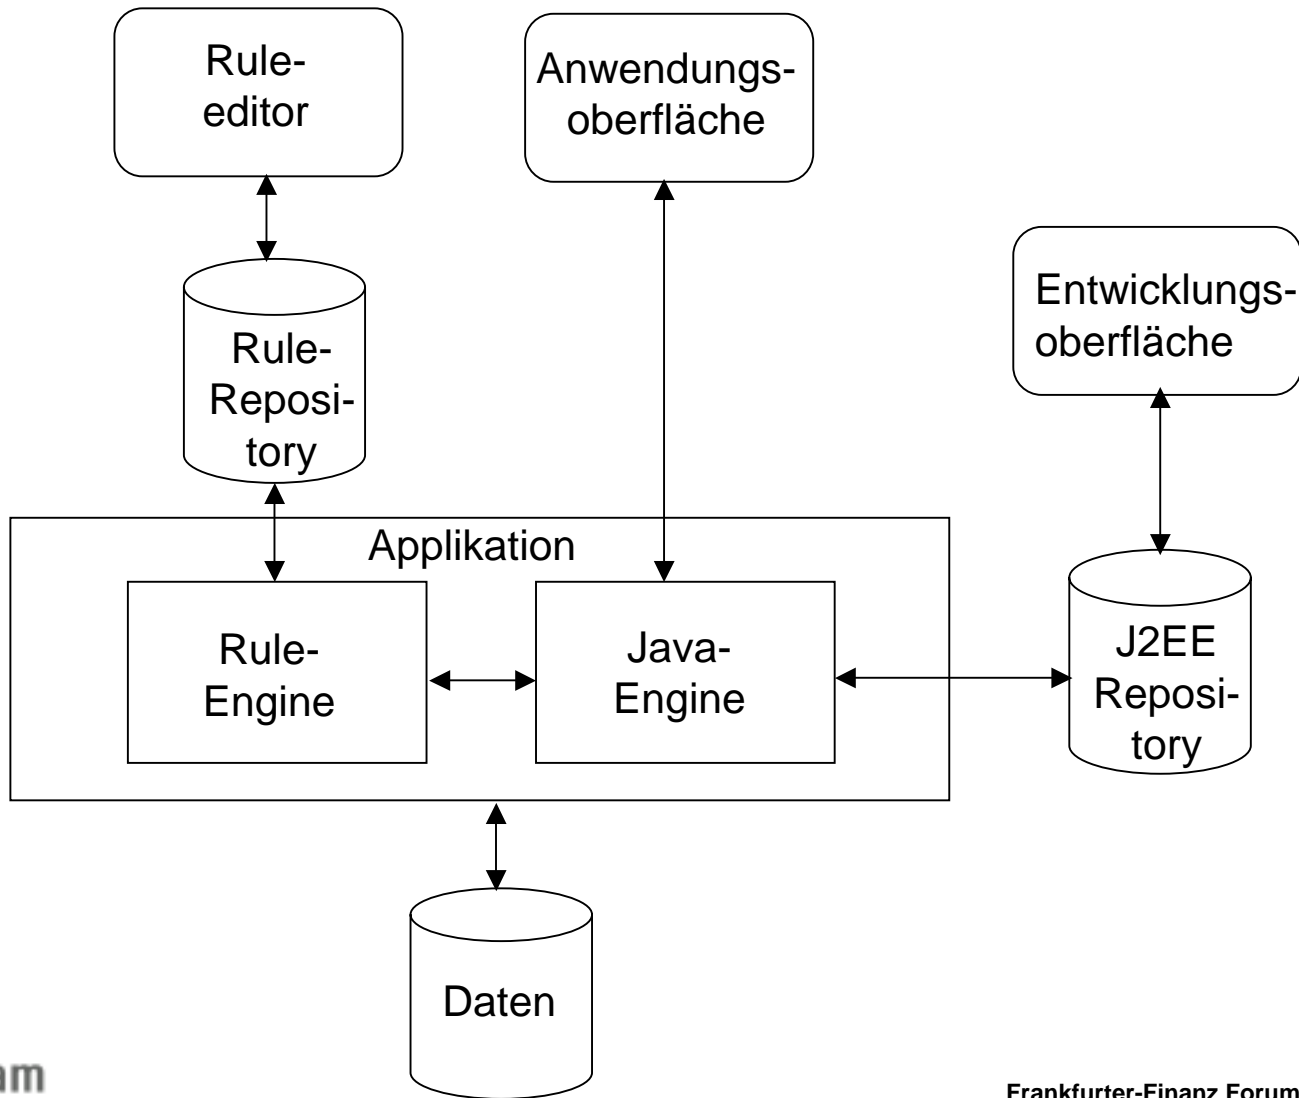 Rule-
editor
Anwendungs-
oberfläche
Entwicklungs-
oberfläche
Rule-
Reposi-
tory
Applikation
Rule-
Engine
Java-
Engine
J2EE
Reposi-
tory
Daten
Frankfurter-Finanz Forum